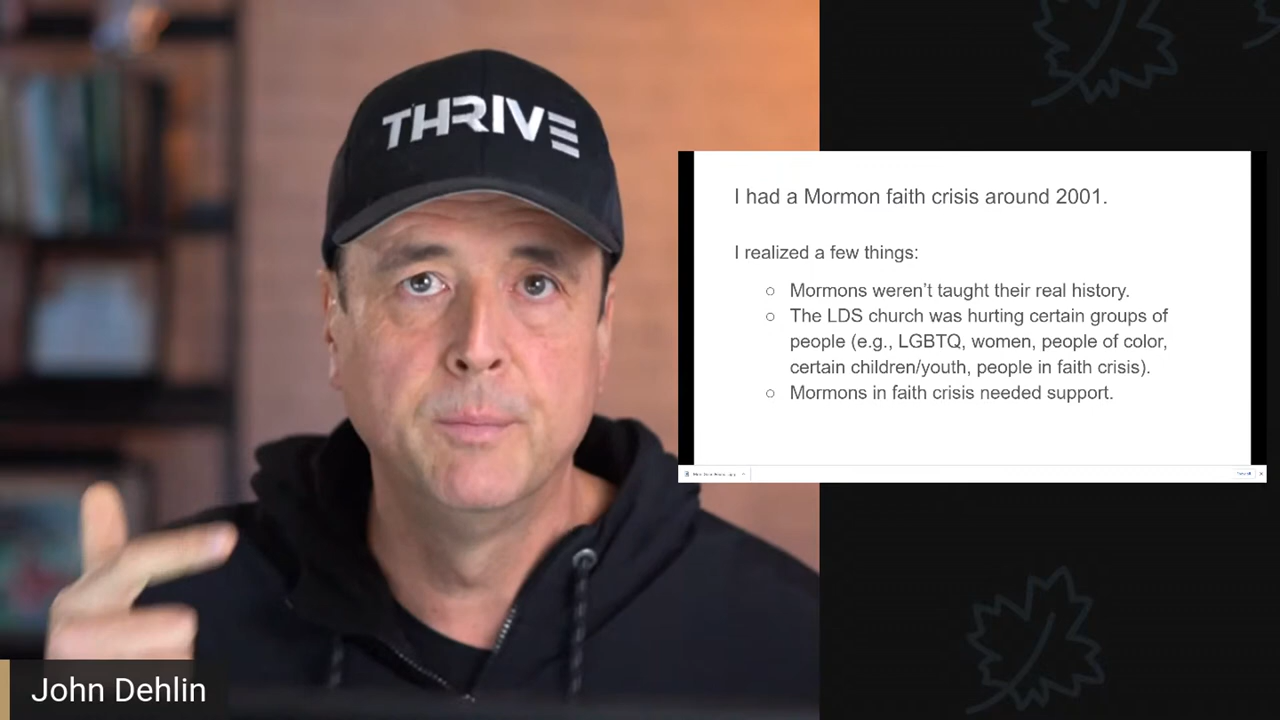 THRIVE
I had a Mormon faith crisis around 2001.
I realized a few things:
○ Mormons weren't taught their real history.
○ The LDS church was hurting certain groups of
people (e.g., LGBTQ, women, people of color,
certain children/youth, people in faith crisis).
○ Mormons in faith crisis needed support.
John Dehlin